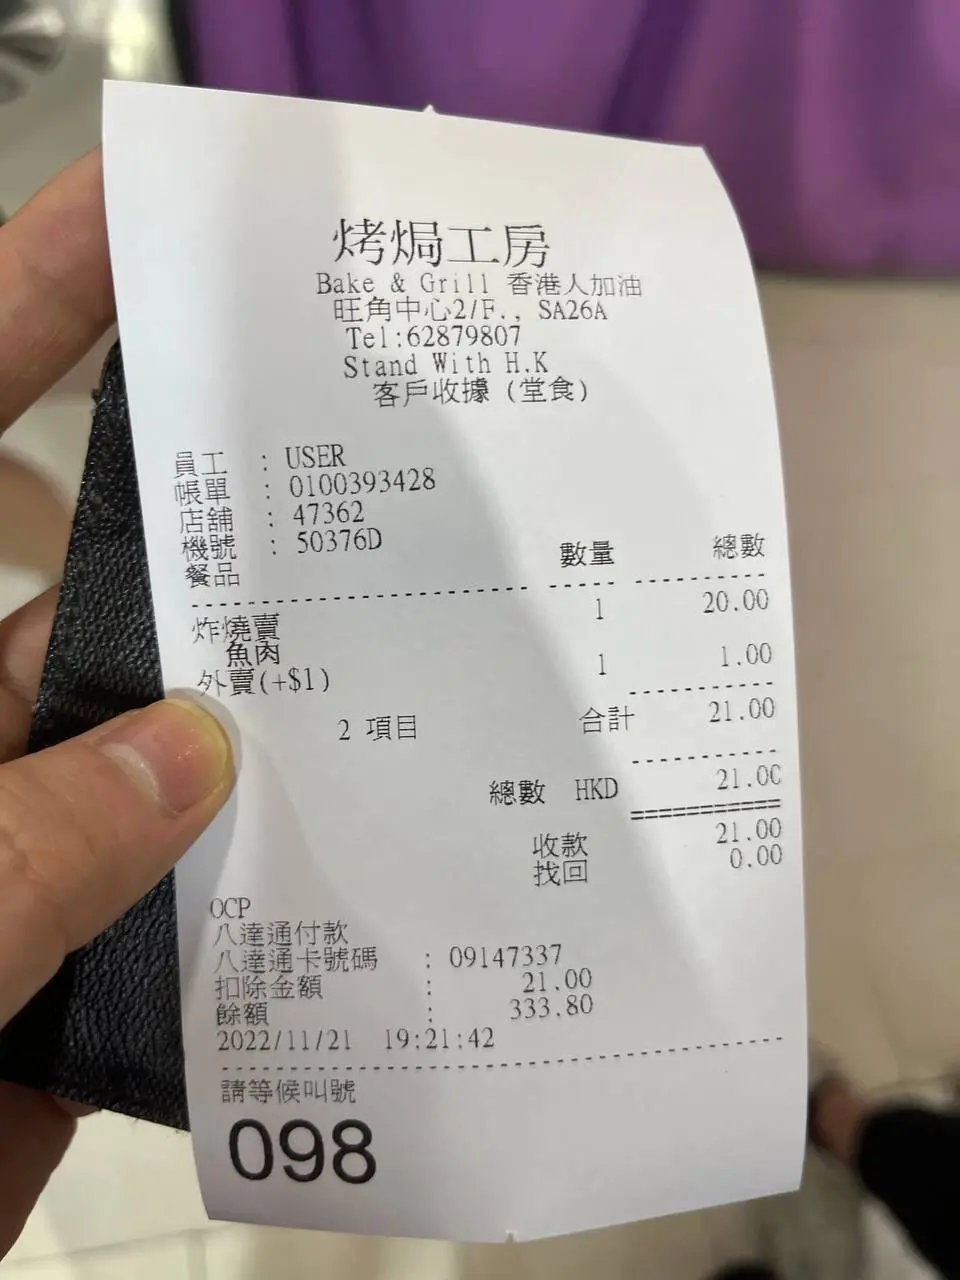 烤焗工房
Bake & Grill 香港人加油
旺角中心2/F., SA26A
Tel:62879807
Stand With H.K
客戶收據 (堂食)
員工 : USER
帳單 : 0100393428
店舖 : 47362
機號 : 50376D
餐品 數量 總數
炸燒賣 1 20.00
魚肉
外賣(+$1) 1 1.00
2 項目 合計 21.00
總數 HKD 21.00
收款 21.00
找回 0.00
OCP
八達通付款
八達通卡號碼 : 09147337
扣除金額 : 21.00
餘額 : 333.80
2022/11/21 19:21:42
請等候叫號
098